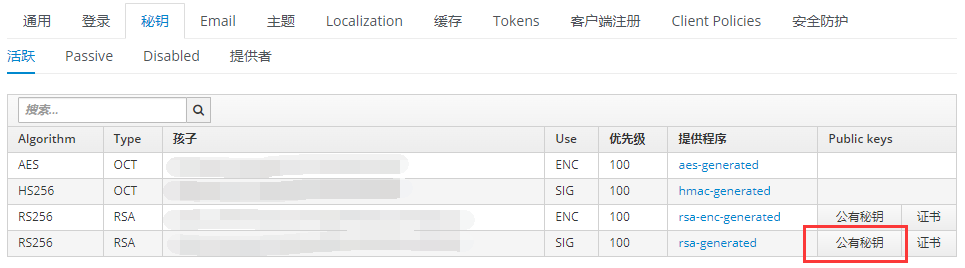 通用 登录 秘钥 Email 主题 Localization 缓存 Tokens 客户端注册 Client Policies 安全防护
活跃 Passive Disabled 提供者
搜索...
Algorithm Type 孩子 Use 优先级 提供程序 Public keys
AES OCT ENC 100 aes-generated
HS256 OCT SIG 100 hmac-generated
RS256 RSA ENC 100 rsa-enc-generated 公有秘钥 证书
RS256 RSA SIG 100 rsa-generated 公有秘钥 证书